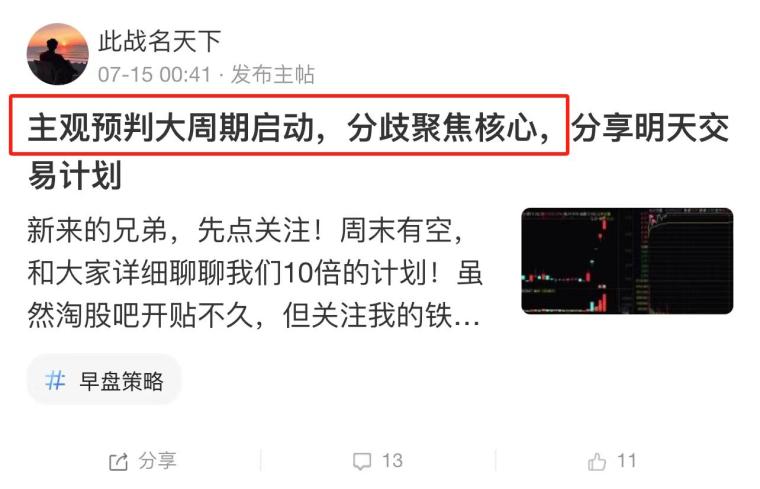 此战名天下
07-15 00:41 · 发布主帖
主观预判大周期启动，分歧聚焦核心，分享明天交
易计划
新来的兄弟，先点关注！周末有空，
和大家详细聊聊我们10倍的计划！虽
然淘股吧开贴不久，但关注我的铁...
# 早盘策略
分享 13 11